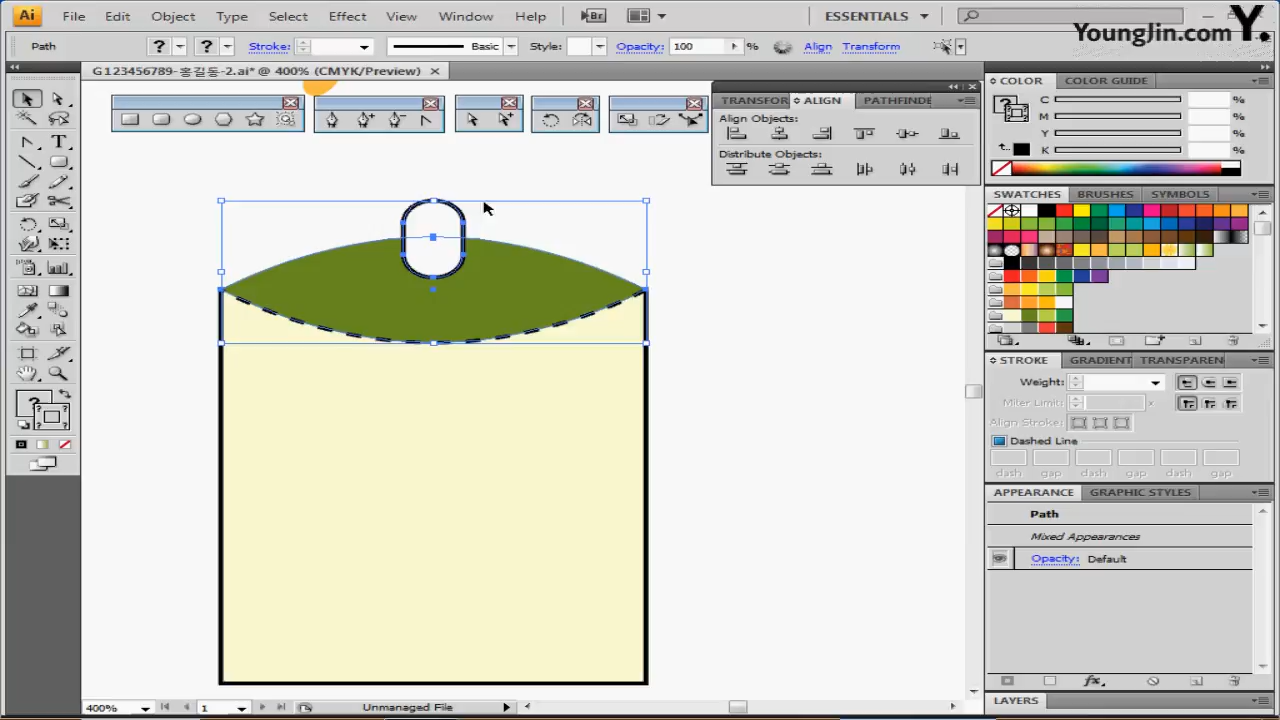 Ai File Edit Object Type Select Effect View Window Help Br ESSENTIALS
YoungJin.com Y.
Path ? ? Stroke: Basic Style: Opacity: 100 % Align Transform
G123456789-홍길동-2.ai* @ 400% (CMYK/Preview)
TRANSFOR ALIGN PATHFINDE
Align Objects:
Distribute Objects:
COLOR COLOR GUIDE
C %
M %
Y %
K %
SWATCHES BRUSHES SYMBOLS
STROKE GRADIENT TRANSPAREN
Weight:
Miter Limit: x
Align Stroke:
Dashed Line
dash gap dash gap dash gap
APPEARANCE GRAPHIC STYLES
Path
Mixed Appearances
Opacity: Default
fx
LAYERS
T
? ?
400% 1 Unmanaged File